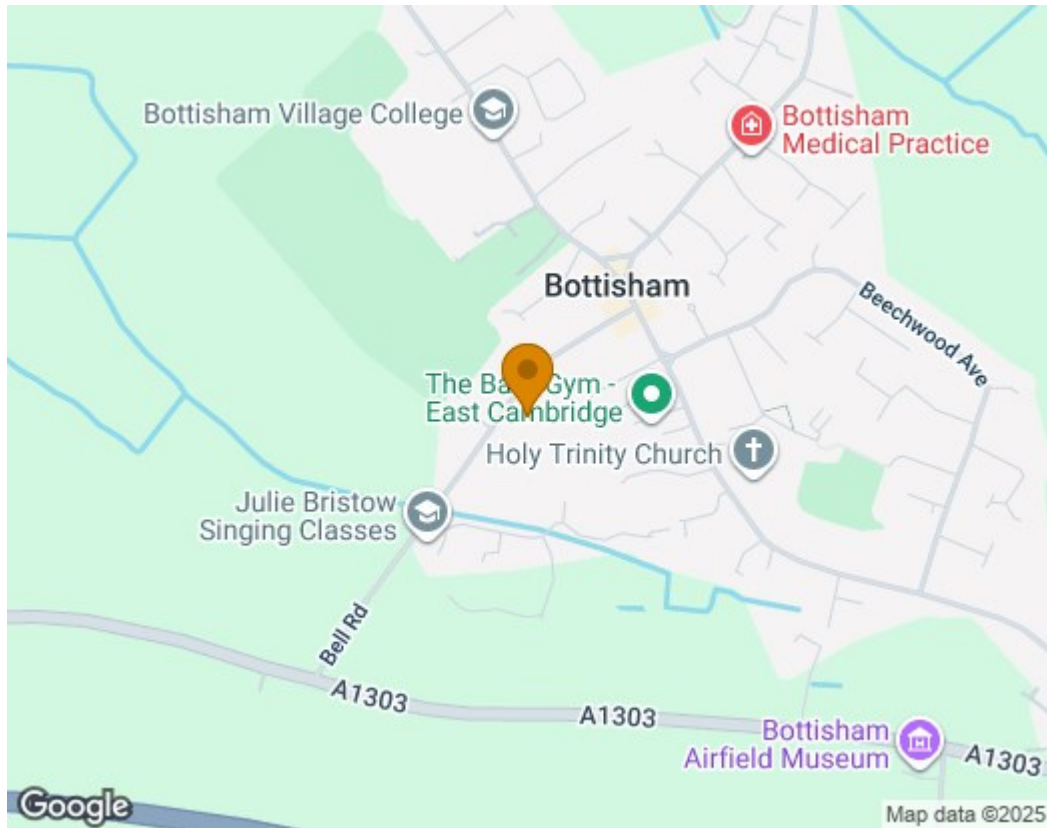 Bottisham Village College
Bottisham
Medical Practice
Bottisham
Beechwood Ave
The Ba Gym -
East Cambridge
Holy Trinity Church
Julie Bristow
Singing Classes
Bell Rd
A1303
A1303
Bottisham
Airfield Museum
A1303
Google
Map data ©2025